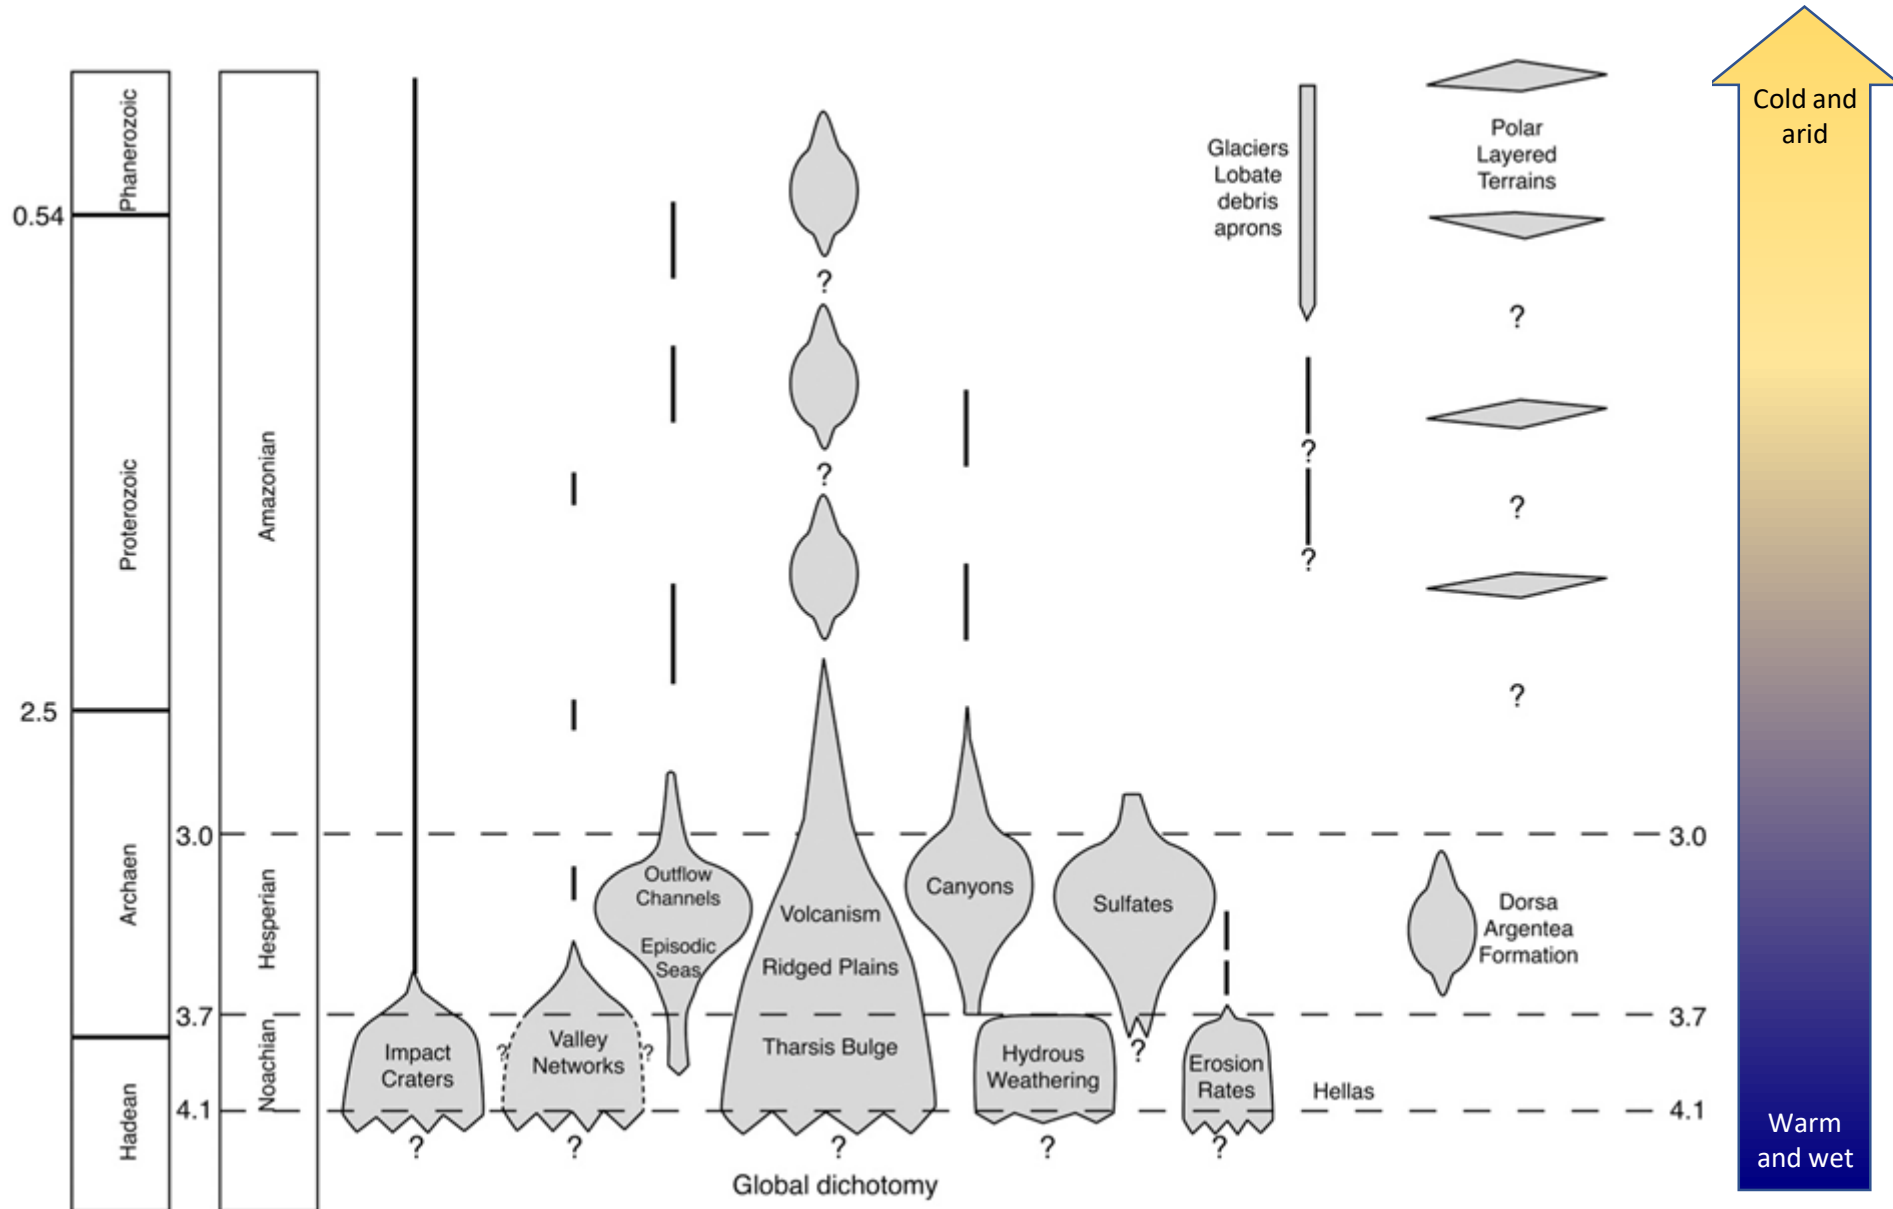 Phanerozoic
0.54
Proterozoic
2.5
Archaen
Hadean
Amazonian
Hesperian
Noachian
3.0
3.7
4.1
Impact
Craters
?
?
Valley
Networks
?
?
Outflow
Channels
Episodic
Seas
?
?
Volcanism
Ridged Plains
Tharsis Bulge
?
Global dichotomy
Canyons
Hydrous
Weathering
?
Sulfates
?
Erosion
Rates
?
Hellas
Glaciers
Lobate
debris
aprons
?
?
Polar
Layered
Terrains
?
?
?
Dorsa
Argentea
Formation
3.0
3.7
4.1
Cold and
arid
Warm
and wet